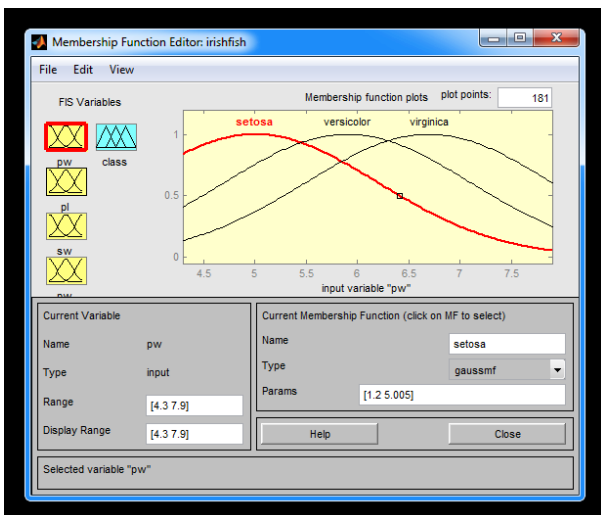 Membership Function Editor: irishfish
File Edit View
FIS Variables
Membership function plots plot points: 181
pw class
pl
sw
pw
setosa versicolor virginica
1
0.5
0
4.5 5 5.5 6 6.5 7 7.5
input variable "pw"
Current Variable
Name pw
Type input
Range [4.3 7.9]
Display Range [4.3 7.9]
Current Membership Function (click on MF to select)
Name setosa
Type gaussmf
Params [1.2 5.005]
Help Close
Selected variable "pw"